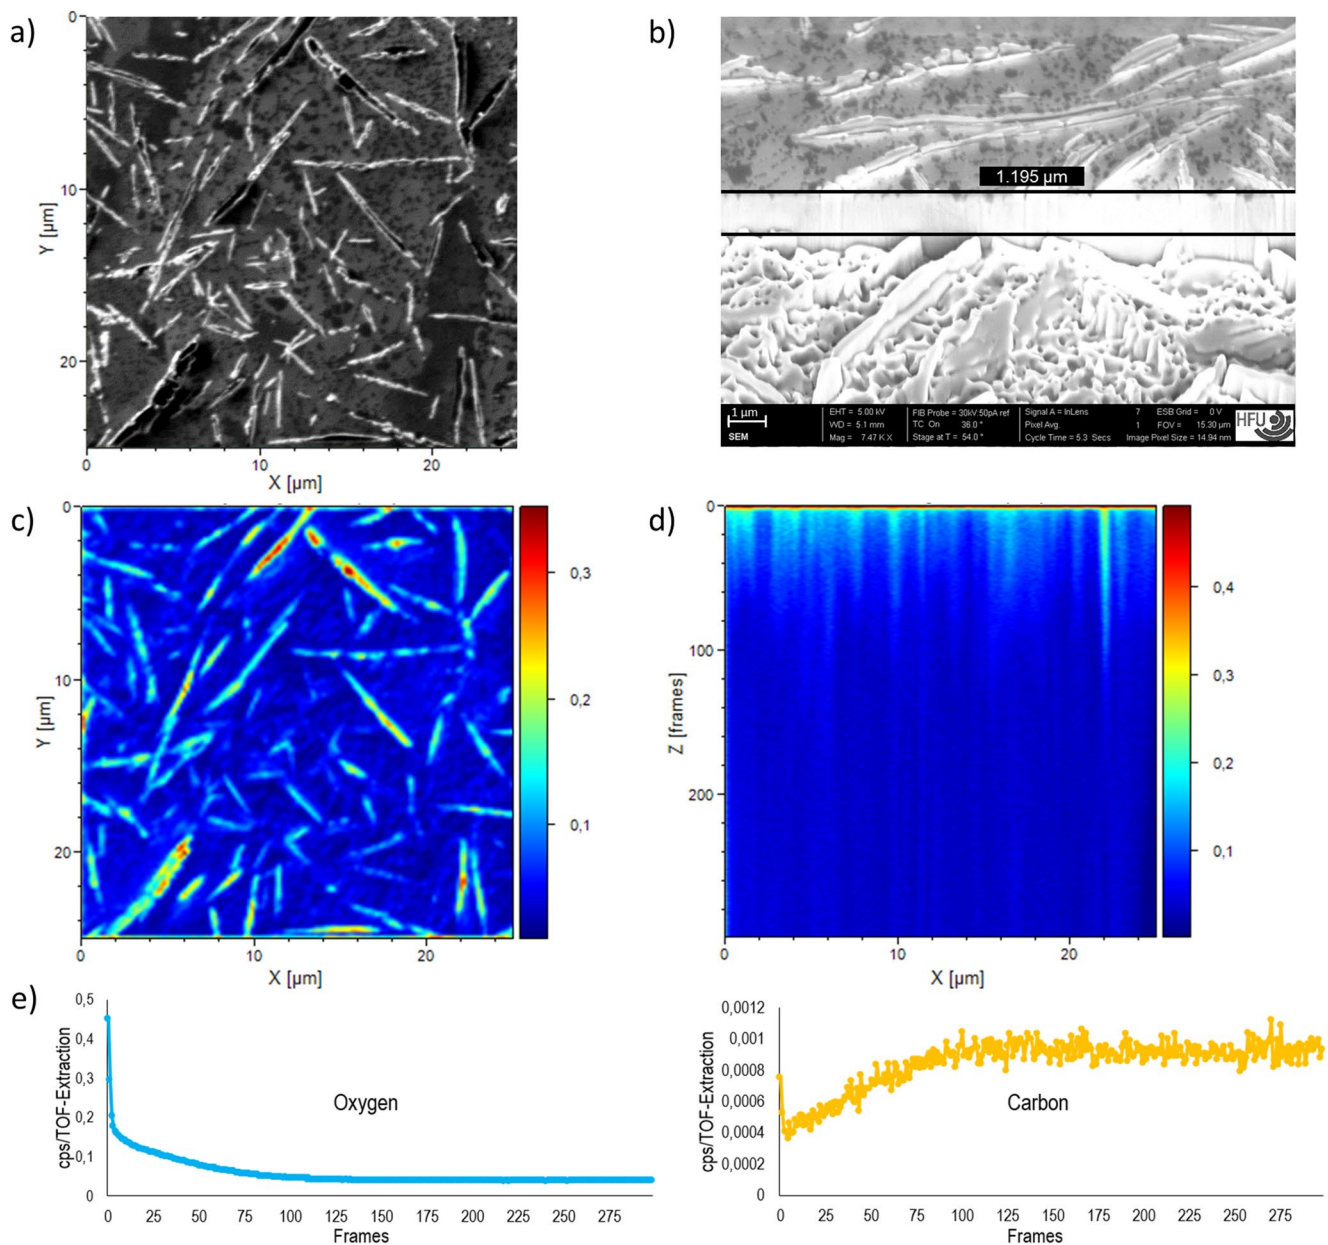 a)
0
10
20
Y [µm]
0
10
20
X [µm]
b)
1.195 µm
1 µm
SEM
EHT = 5.00 kV
WD = 5.1 mm
Mag = 7.47 K X
FIB Probe = 30kV:50pA ref
TC On 36.0 °
Stage at T = 54.0 °
Signal A = InLens
Pixel Avg.
Cycle Time = 5.3 Secs
7
1
ESB Grid = 0 V
FOV = 15.30 µm
Image Pixel Size = 14.94 nm
HFU
c)
0
10
20
Y [µm]
0
10
20
X [µm]
0,3
0,2
0,1
d)
0
100
200
Z [frames]
0
10
20
X [µm]
0,4
0,3
0,2
0,1
e)
0,5
0,4
0,3
0,2
0,1
0
cps/TOF-Extraction
Oxygen
0 25 50 75 100 125 150 175 200 225 250 275
Frames
0,0012
0,001
0,0008
0,0006
0,0004
0,0002
0
cps/TOF-Extraction
Carbon
0 25 50 75 100 125 150 175 200 225 250 275
Frames